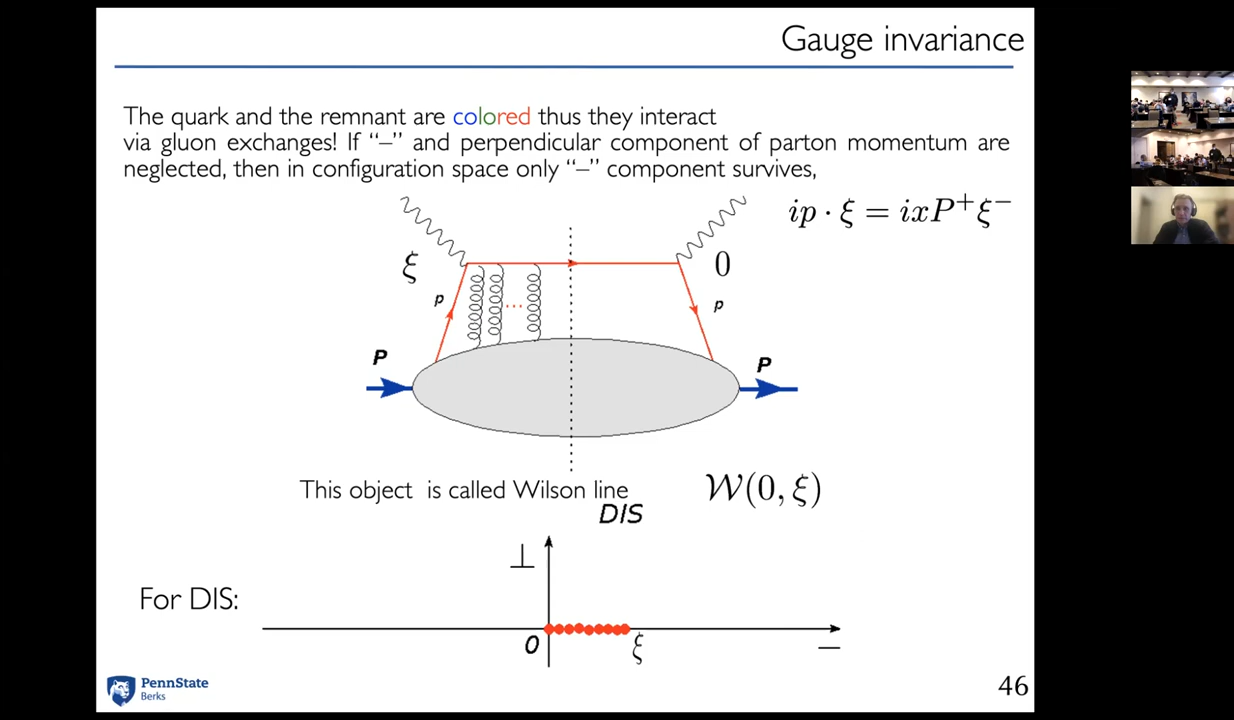 Gauge invariance
The quark and the remnant are colored thus they interact
via gluon exchanges! If “–” and perpendicular component of parton momentum are
neglected, then in configuration space only “–” component survives,
ip · ξ = ixP⁺ξ⁻
ξ
0
p
p
...
P
P
This object is called Wilson line
𝒲(0, ξ)
DIS
⊥
For DIS:
0
ξ
–
PennState
Berks
46